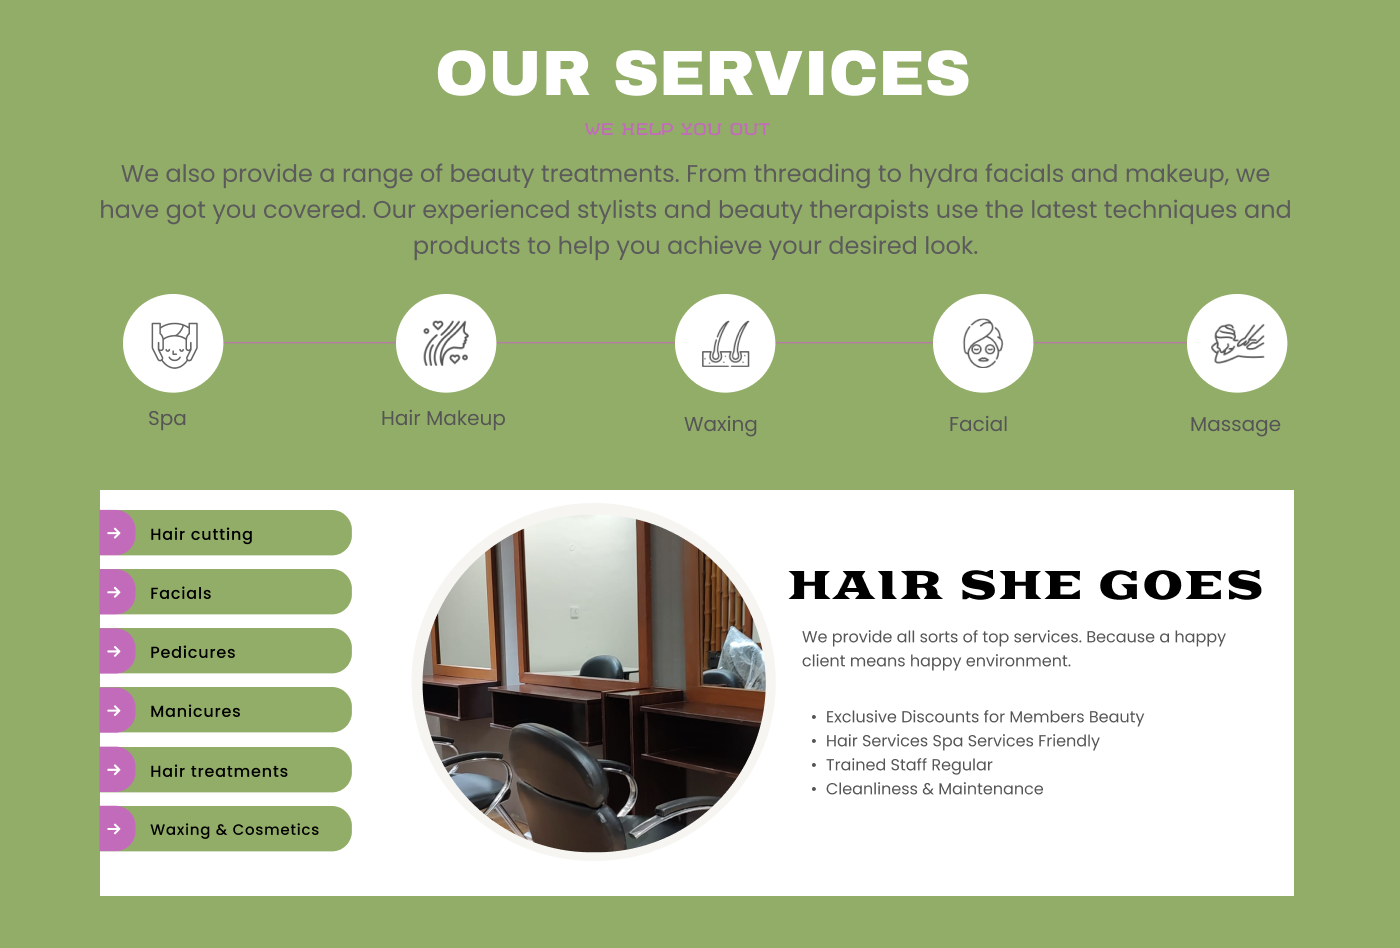 OUR SERVICES
WE HELP YOU OUT
We also provide a range of beauty treatments. From threading to hydra facials and makeup, we
have got you covered. Our experienced stylists and beauty therapists use the latest techniques and
products to help you achieve your desired look.
Spa
Hair Makeup
Waxing
Facial
Massage
Hair cutting
Facials
Pedicures
Manicures
Hair treatments
Waxing & Cosmetics
HAIR SHE GOES
We provide all sorts of top services. Because a happy
client means happy environment.
• Exclusive Discounts for Members Beauty
• Hair Services Spa Services Friendly
• Trained Staff Regular
• Cleanliness & Maintenance